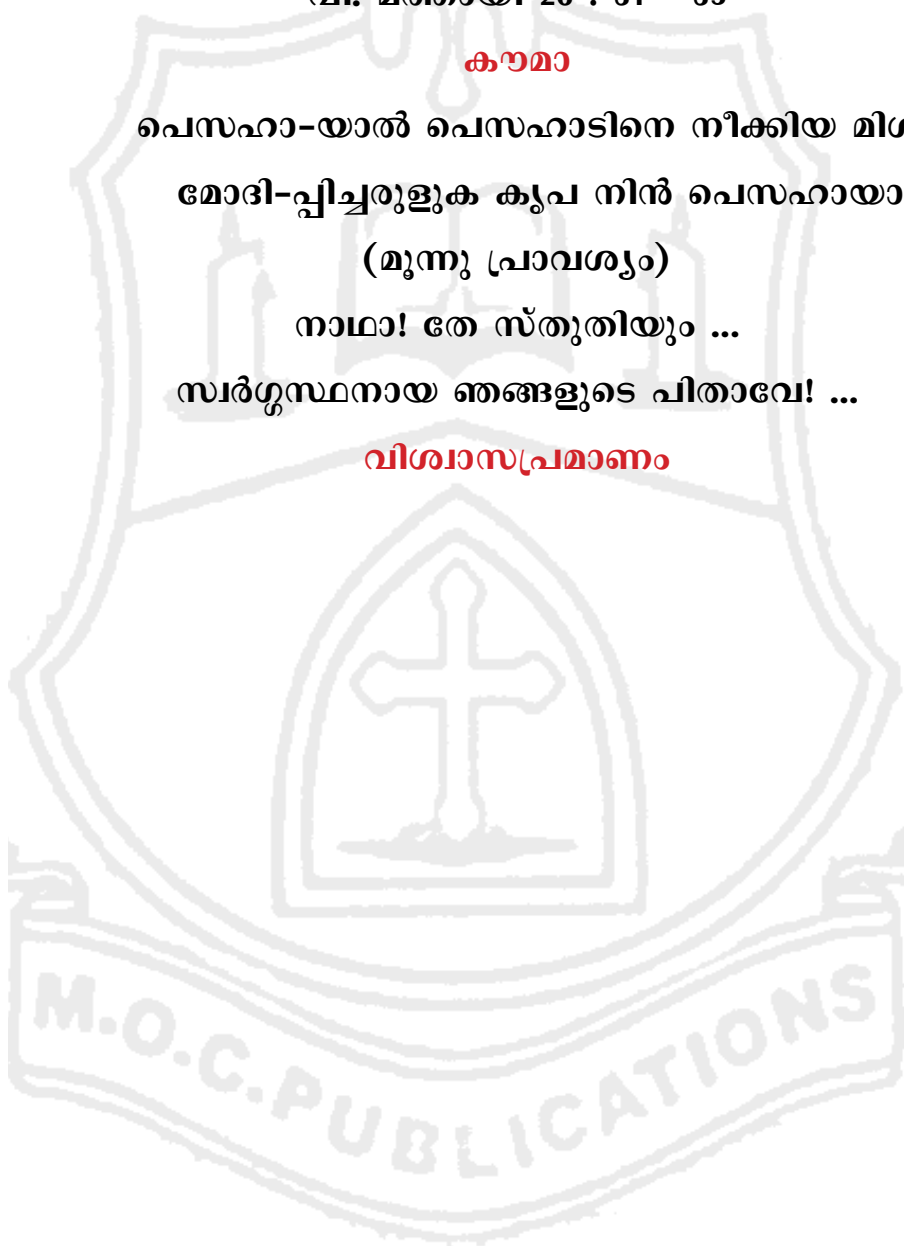 കൗമാ
പെസഹാ-യാൽ പെസഹാടിനെ നീക്കിയ
മോദി-പ്പിച്ചരുളുക കൃപ നിൻ പെസഹായാ
(മൂന്നു പ്രാവശ്യം)
നാഥാ! തേ സ്തുതിയും ...
സ്വർഗ്ഗസ്ഥനായ ഞങ്ങളുടെ പിതാവേ! ...
വിശ്വാസപ്രമാണം
M.O.C. PUBLICATIONS